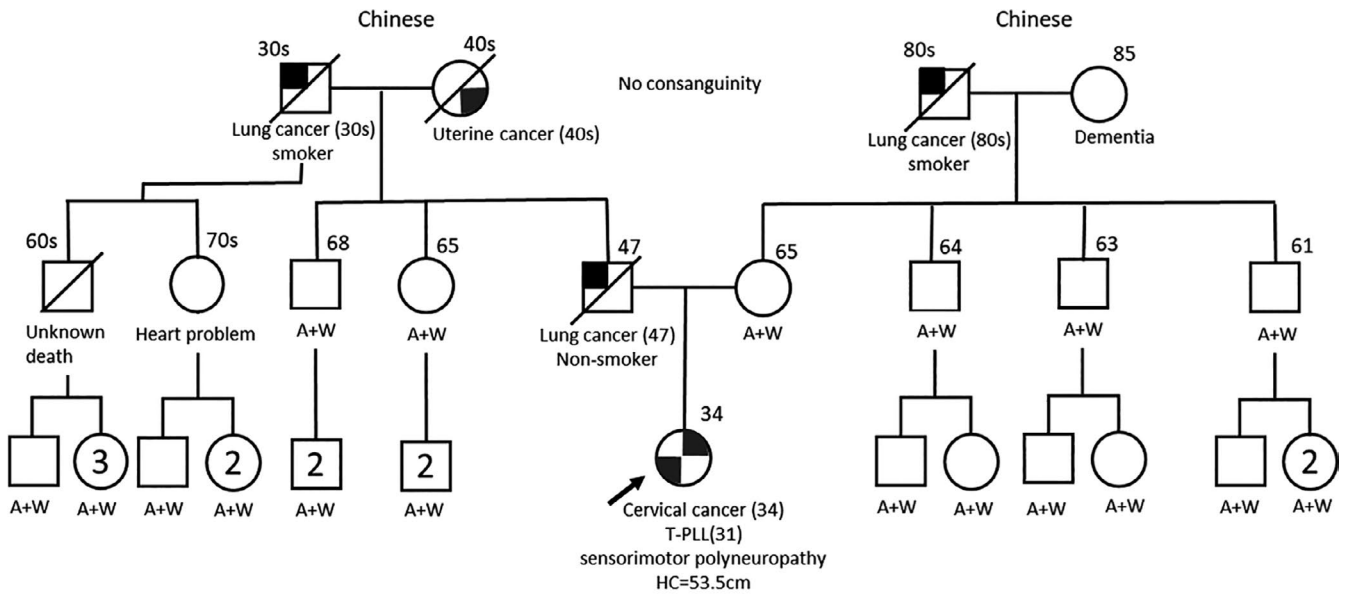 Chinese
Chinese
30s
40s
80s
85
No consanguinity
Lung cancer (30s)
smoker
Uterine cancer (40s)
Lung cancer (80s)
smoker
Dementia
60s
70s
68
65
47
65
64
63
61
Unknown
death
Heart problem
A+W
A+W
Lung cancer (47)
Non-smoker
A+W
A+W
A+W
A+W
34
3
2
2
2
2
A+W
A+W
A+W
A+W
A+W
A+W
A+W
A+W
A+W
A+W
A+W
A+W
Cervical cancer (34)
T-PLL(31)
sensorimotor polyneuropathy
HC=53.5cm